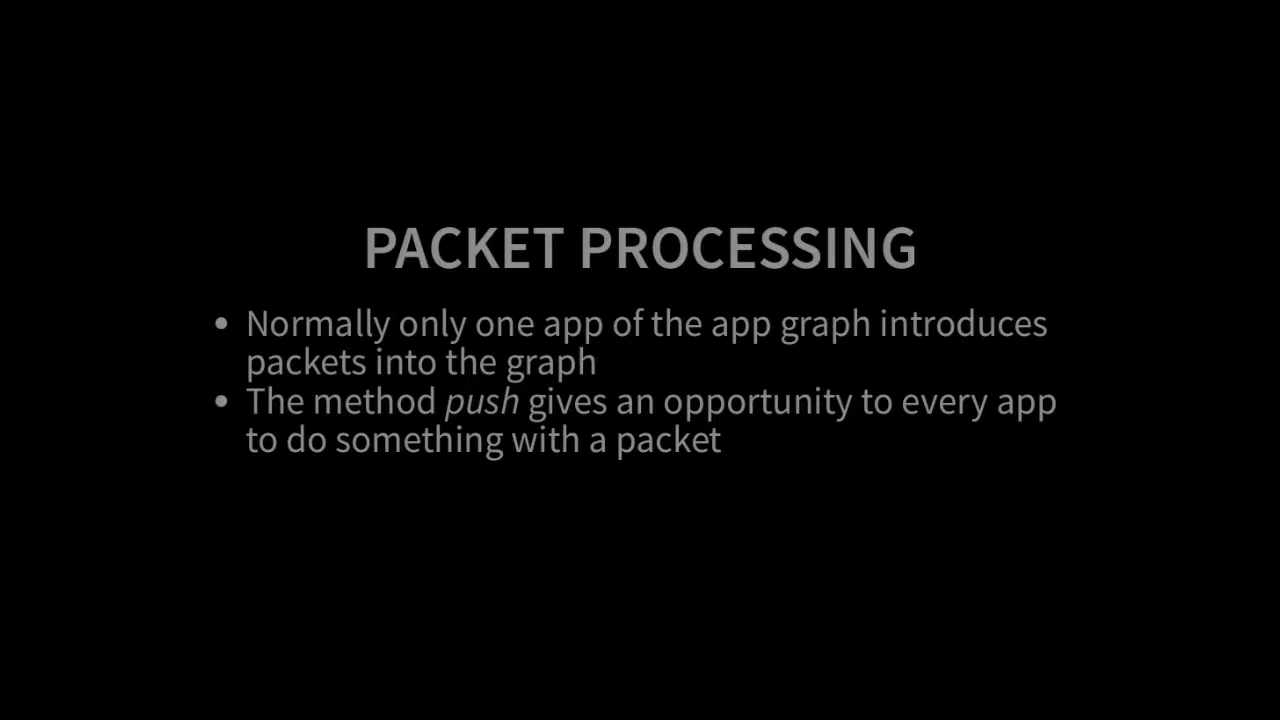 PACKET PROCESSING
• Normally only one app of the app graph introduces
packets into the graph
• The method push gives an opportunity to every app
to do something with a packet